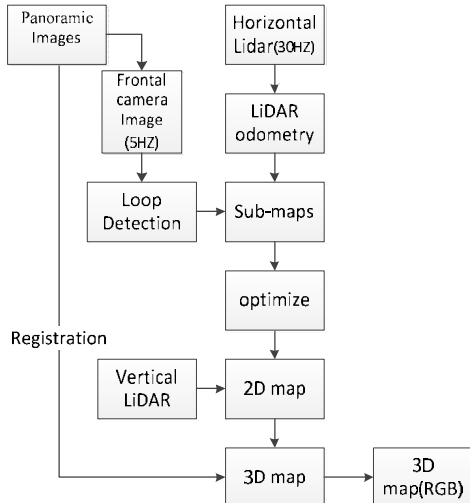 Panoramic
Images
Horizontal
Lidar(30HZ)
Frontal
camera
Image
(5HZ)
LiDAR
odometry
Loop
Detection
Sub-maps
optimize
Registration
Vertical
LiDAR
2D map
3D map
3D
map(RGB)